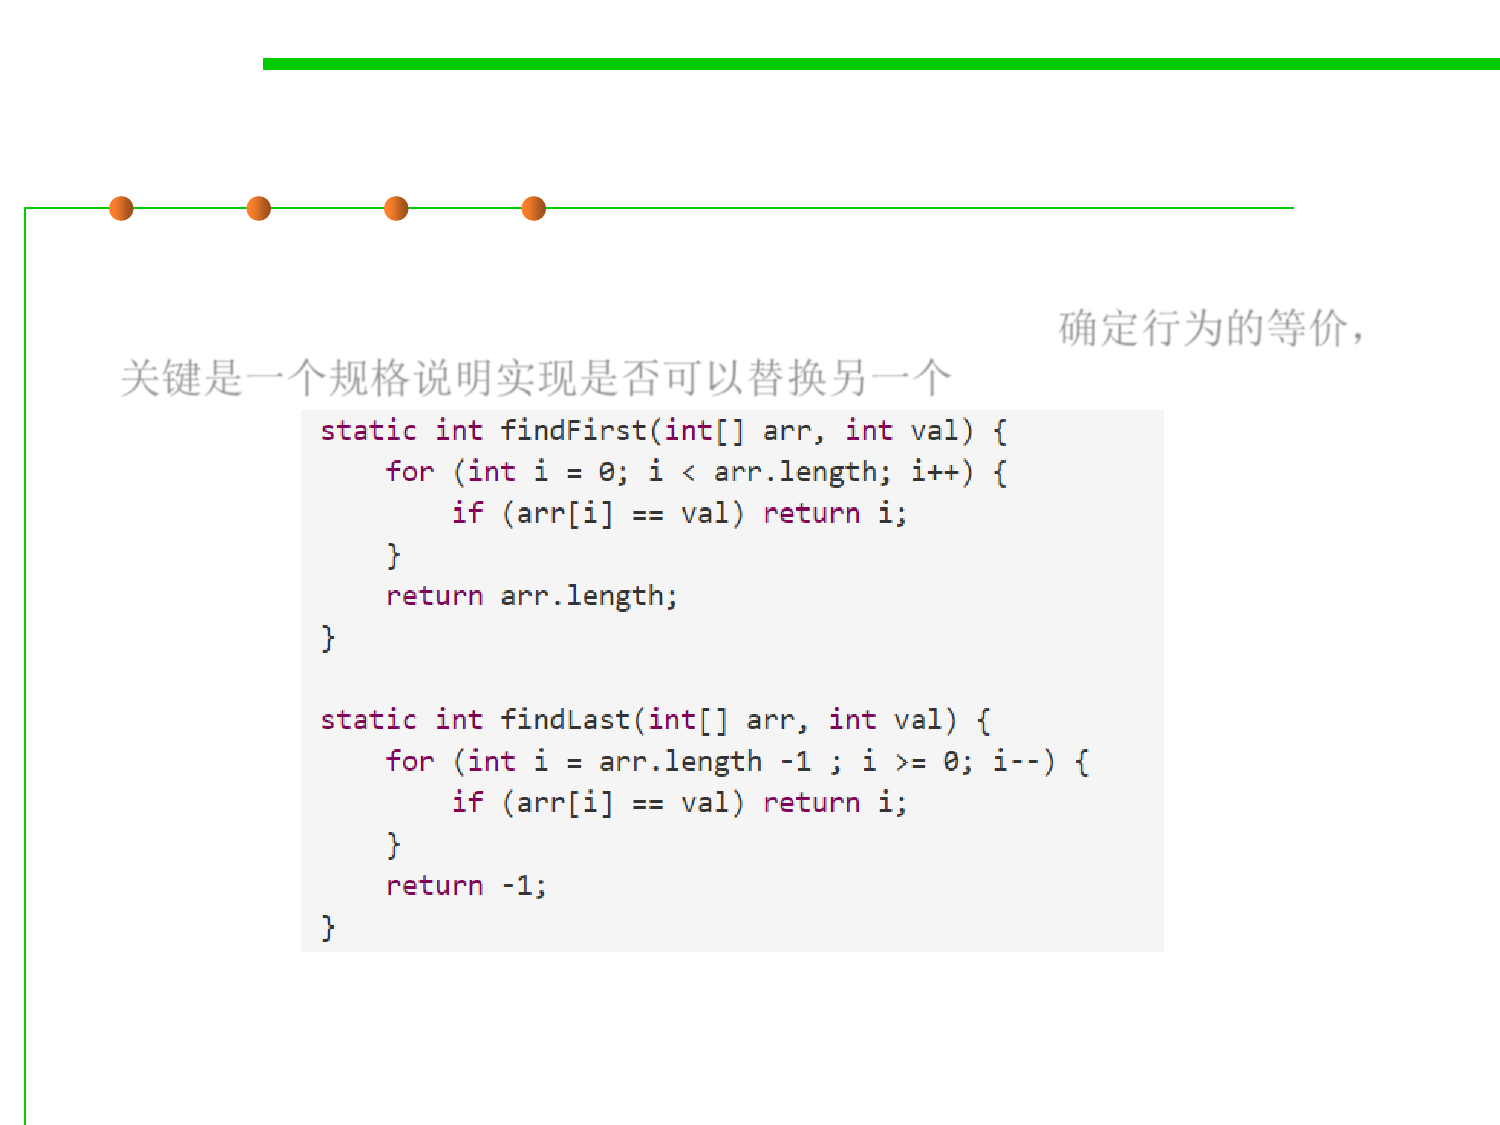 确定行为的等价，
关键是一个规格说明实现是否可以替换另一个
static int findFirst(int[] arr, int val) {
    for (int i = 0; i < arr.length; i++) {
        if (arr[i] == val) return i;
    }
    return arr.length;
}
static int findLast(int[] arr, int val) {
    for (int i = arr.length -1 ; i >= 0; i--) {
        if (arr[i] == val) return i;
    }
    return -1;
}